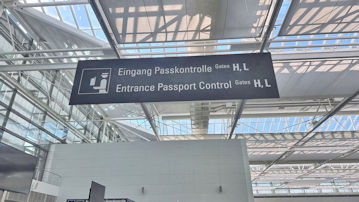 Eingang Passkontrolle Gates H, L
Entrance Passport Control Gates H, L